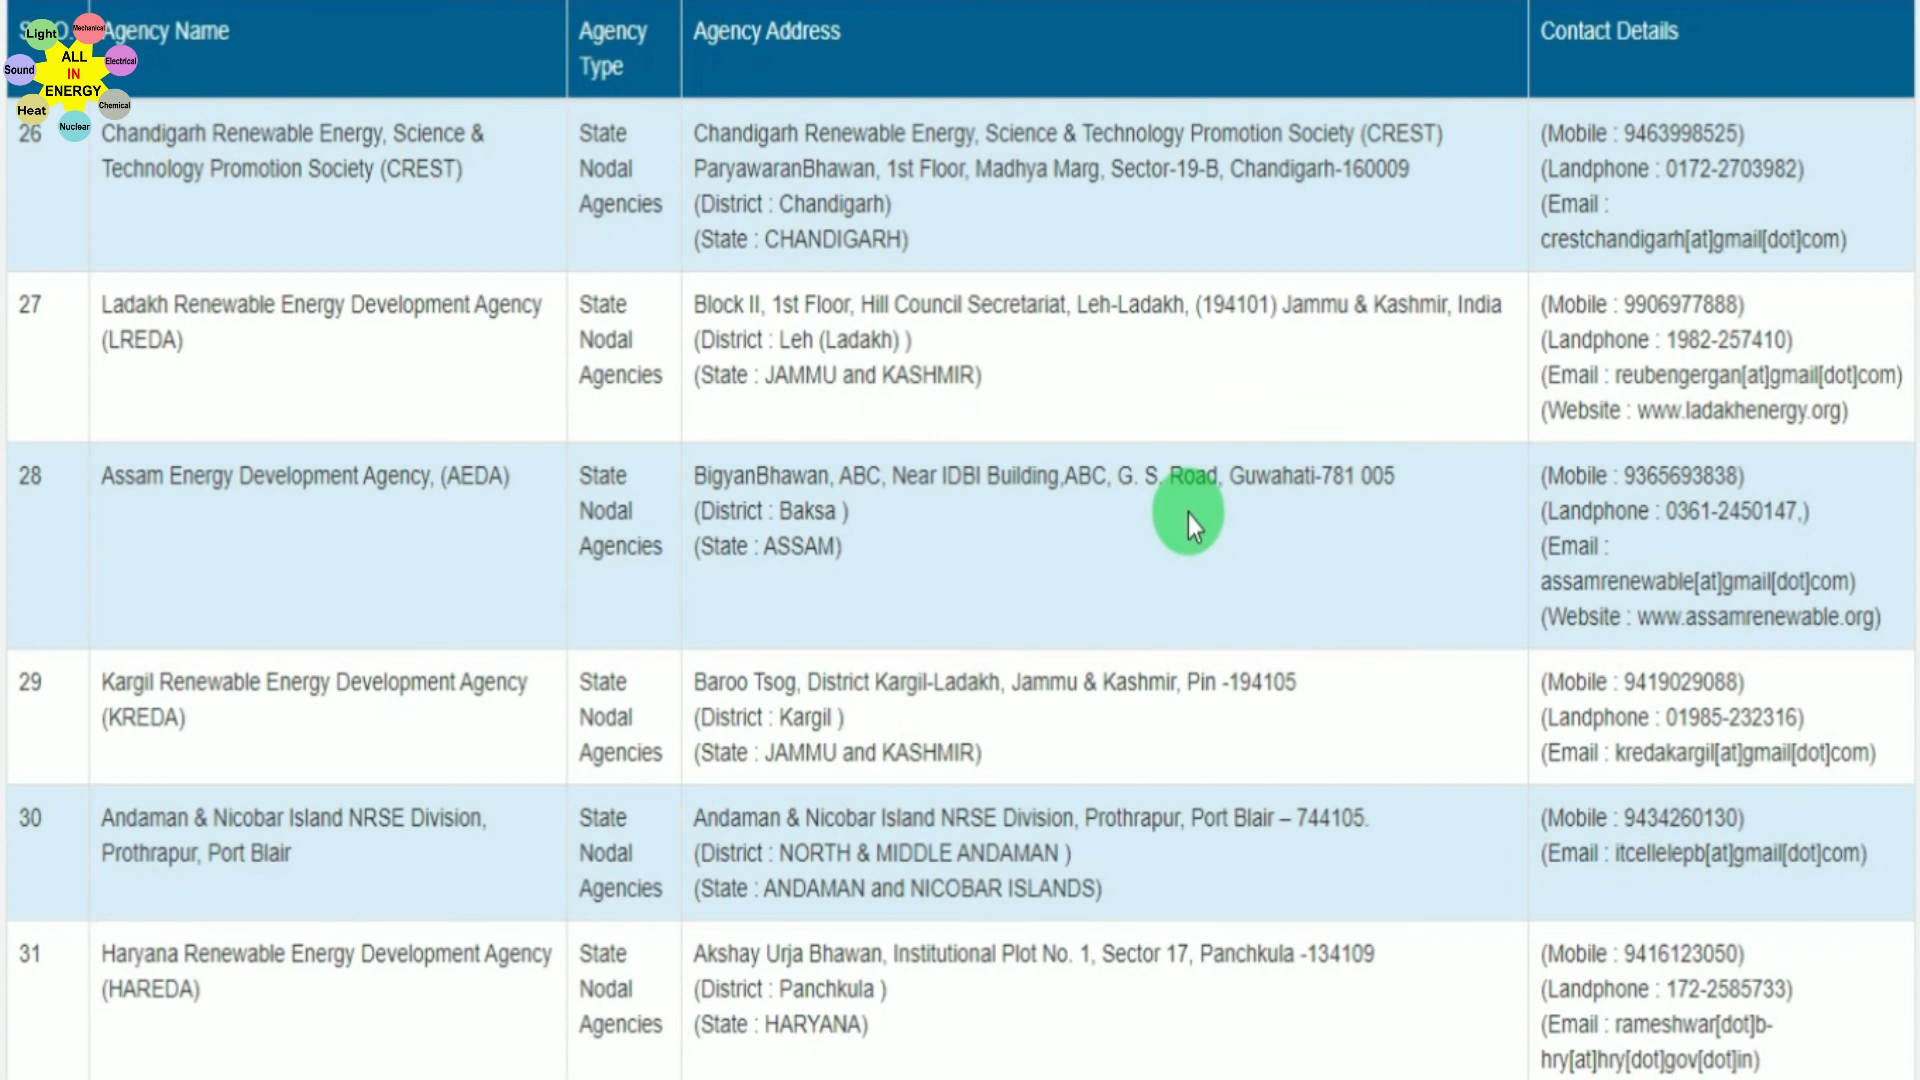 Light
Mechanical
Sound
ALL
IN
ENERGY
Electrical
Heat
Chemical
Nuclear
Agency Name
Agency
Type
Agency Address
Contact Details
26
Chandigarh Renewable Energy, Science &
Technology Promotion Society (CREST)
State
Nodal
Agencies
Chandigarh Renewable Energy, Science & Technology Promotion Society (CREST)
ParyawaranBhawan, 1st Floor, Madhya Marg, Sector-19-B, Chandigarh-160009
(District : Chandigarh)
(State : CHANDIGARH)
(Mobile : 9463998525)
(Landphone : 0172-2703982)
(Email :
crestchandigarh[at]gmail[dot]com)
27
Ladakh Renewable Energy Development Agency
(LREDA)
State
Nodal
Agencies
Block II, 1st Floor, Hill Council Secretariat, Leh-Ladakh, (194101) Jammu & Kashmir, India
(District : Leh (Ladakh) )
(State : JAMMU and KASHMIR)
(Mobile : 9906977888)
(Landphone : 1982-257410)
(Email : reubengergan[at]gmail[dot]com)
(Website : www.ladakhenergy.org)
28
Assam Energy Development Agency, (AEDA)
State
Nodal
Agencies
BigyanBhawan, ABC, Near IDBI Building,ABC, G. S. Road, Guwahati-781 005
(District : Baksa )
(State : ASSAM)
(Mobile : 9365693838)
(Landphone : 0361-2450147,)
(Email :
assamrenewable[at]gmail[dot]com)
(Website : www.assamrenewable.org)
29
Kargil Renewable Energy Development Agency
(KREDA)
State
Nodal
Agencies
Baroo Tsog, District Kargil-Ladakh, Jammu & Kashmir, Pin -194105
(District : Kargil )
(State : JAMMU and KASHMIR)
(Mobile : 9419029088)
(Landphone : 01985-232316)
(Email : kredakargil[at]gmail[dot]com)
30
Andaman & Nicobar Island NRSE Division,
Prothrapur, Port Blair
State
Nodal
Agencies
Andaman & Nicobar Island NRSE Division, Prothrapur, Port Blair – 744105.
(District : NORTH & MIDDLE ANDAMAN )
(State : ANDAMAN and NICOBAR ISLANDS)
(Mobile : 9434260130)
(Email : itcellelepb[at]gmail[dot]com)
31
Haryana Renewable Energy Development Agency
(HAREDA)
State
Nodal
Agencies
Akshay Urja Bhawan, Institutional Plot No. 1, Sector 17, Panchkula -134109
(District : Panchkula )
(State : HARYANA)
(Mobile : 9416123050)
(Landphone : 172-2585733)
(Email : rameshwar[dot]b-
hry[at]hry[dot]gov[dot]in)